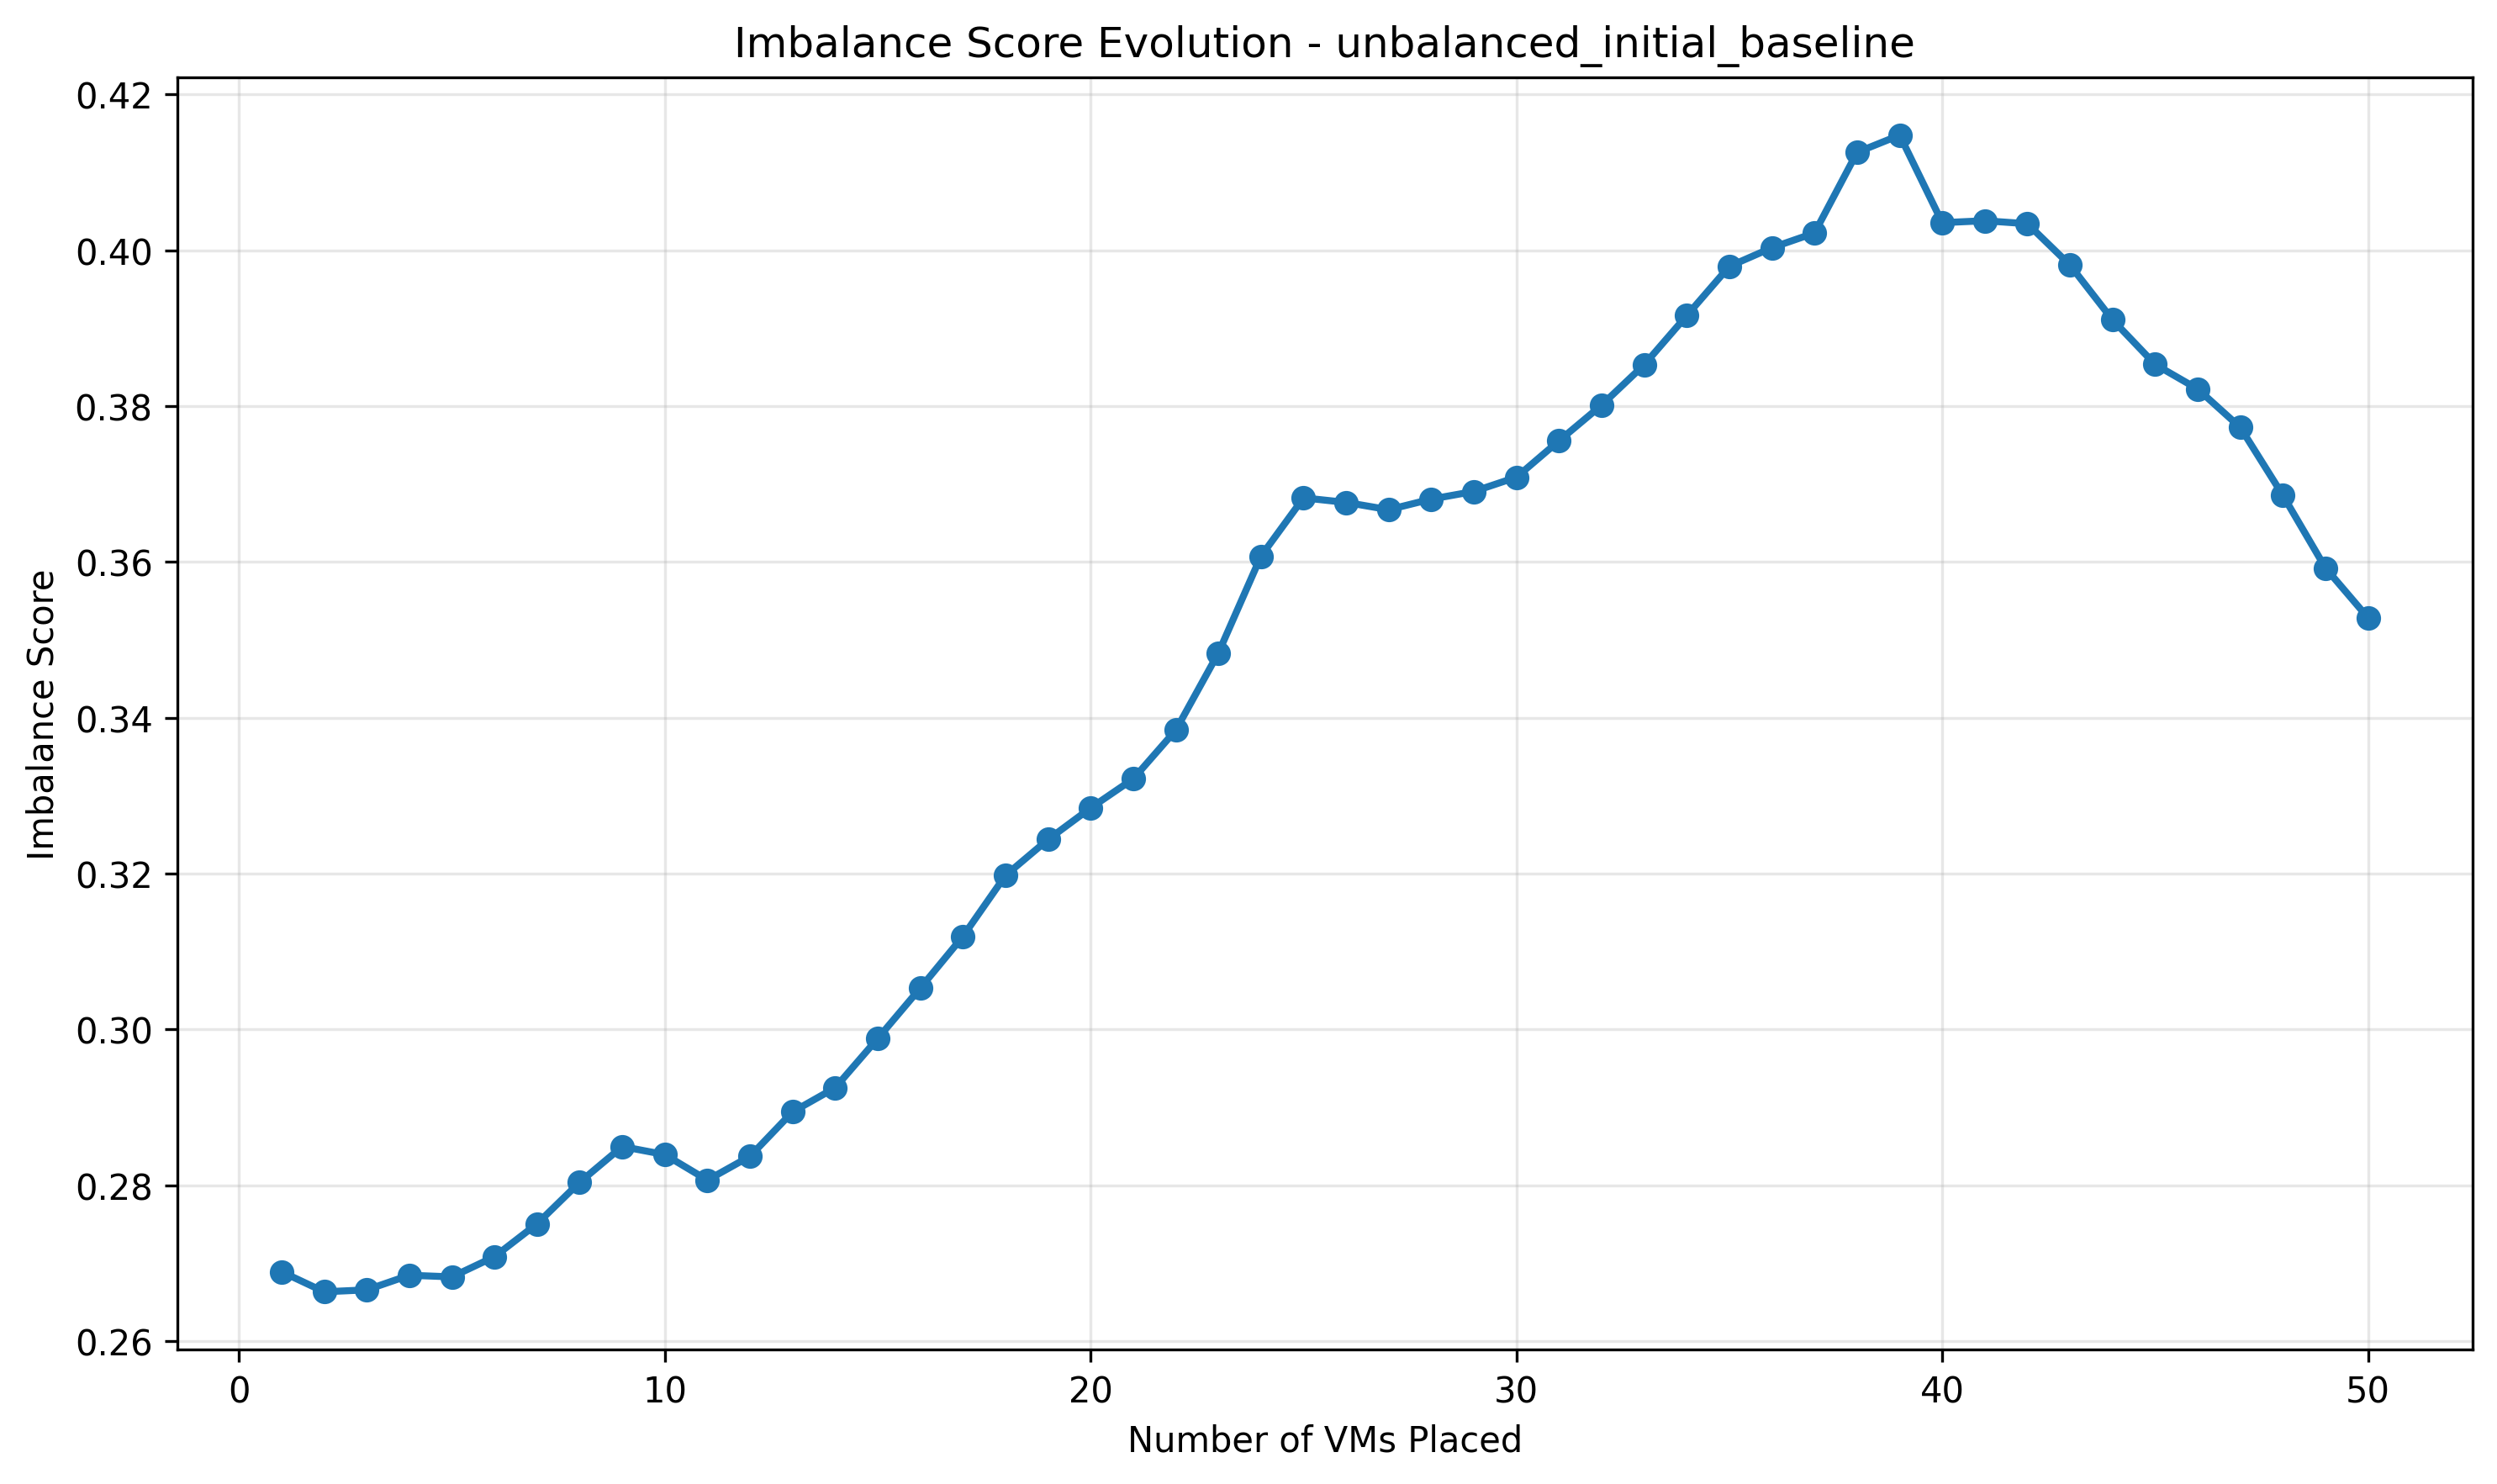 Imbalance Score Evolution - unbalanced_initial_baseline
0.42
0.40
0.38
0.36
0.34
0.32
0.30
0.28
0.26
Imbalance Score
0 10 20 30 40 50
Number of VMs Placed